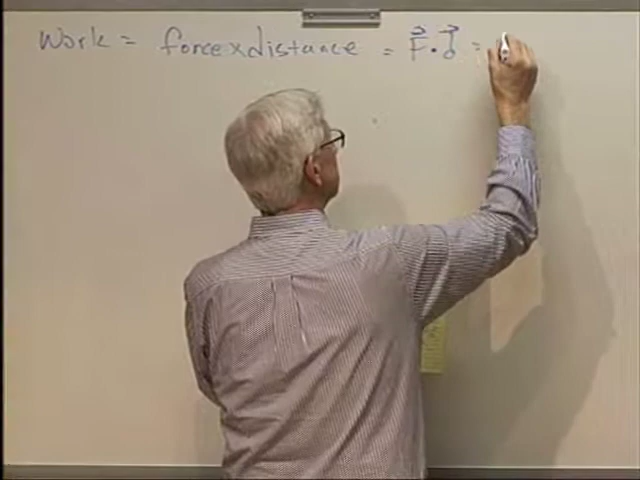 Work = force x distance = F⃗ · d⃗ =